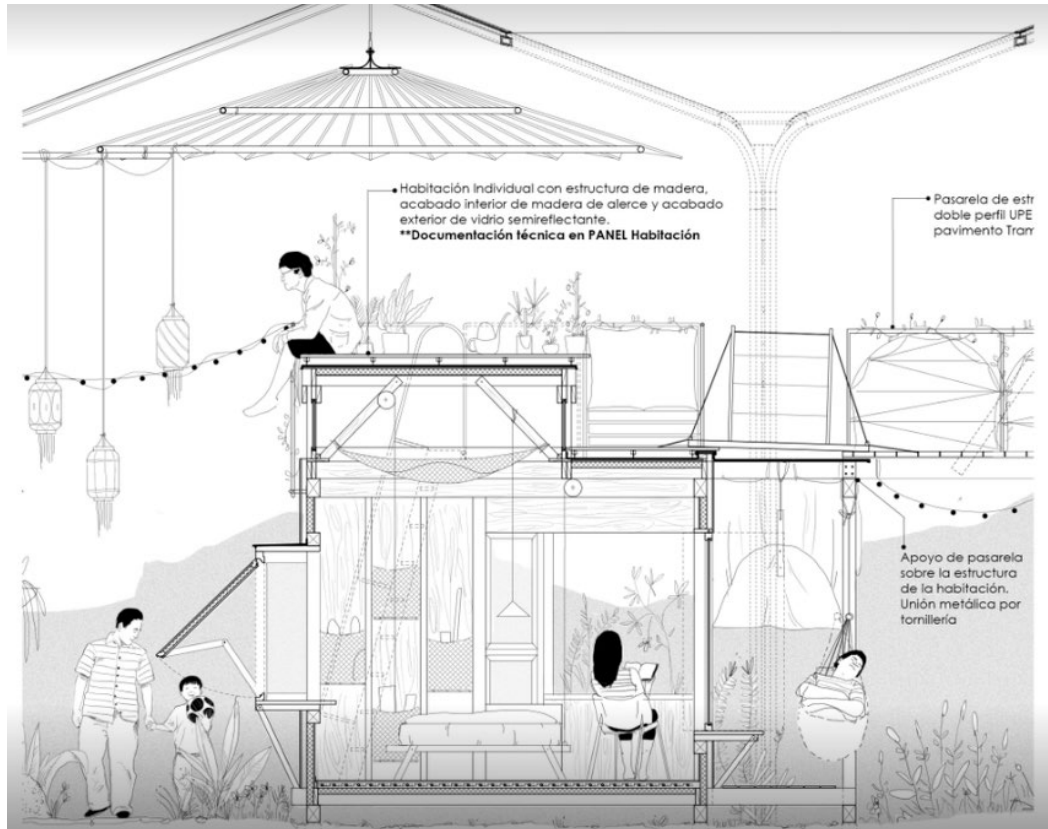 Habitación Individual con estructura de madera,
acabado interior de madera de alerce y acabado
exterior de vidrio semireflectante.
**Documentación técnica en PANEL Habitación
Pasarela de estr
doble perfil UPE
pavimento Tram
Apoyo de pasarela
sobre la estructura
de la habitación.
Unión metálica por
tornillería